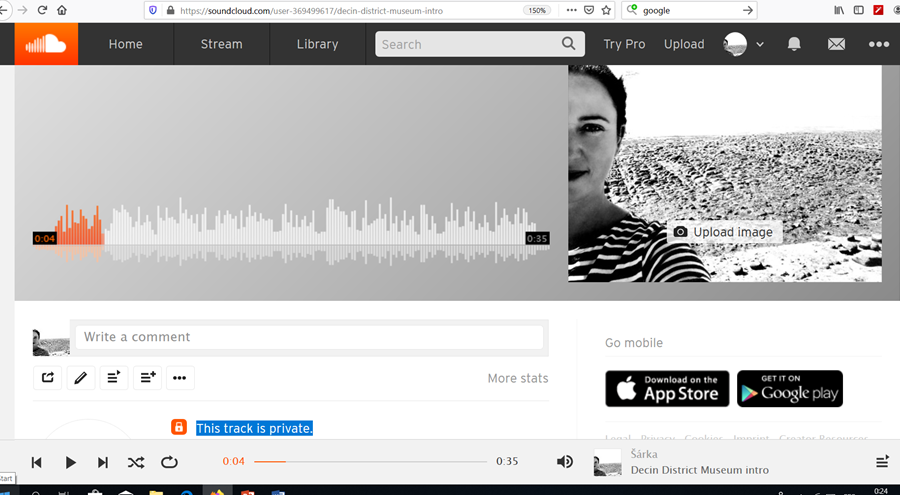 https://soundcloud.com/user-369499617/decin-district-museum-intro
150%
google
Home
Stream
Library
Search
Try Pro
Upload
0:04
0:35
Upload image
Write a comment
More stats
Go mobile
Download on the
App Store
GET IT ON
Google play
This track is private.
Legal Privacy Cookies Imprint Creator Resources
0:04
0:35
Šárka
Decin District Museum intro
Start
0:24